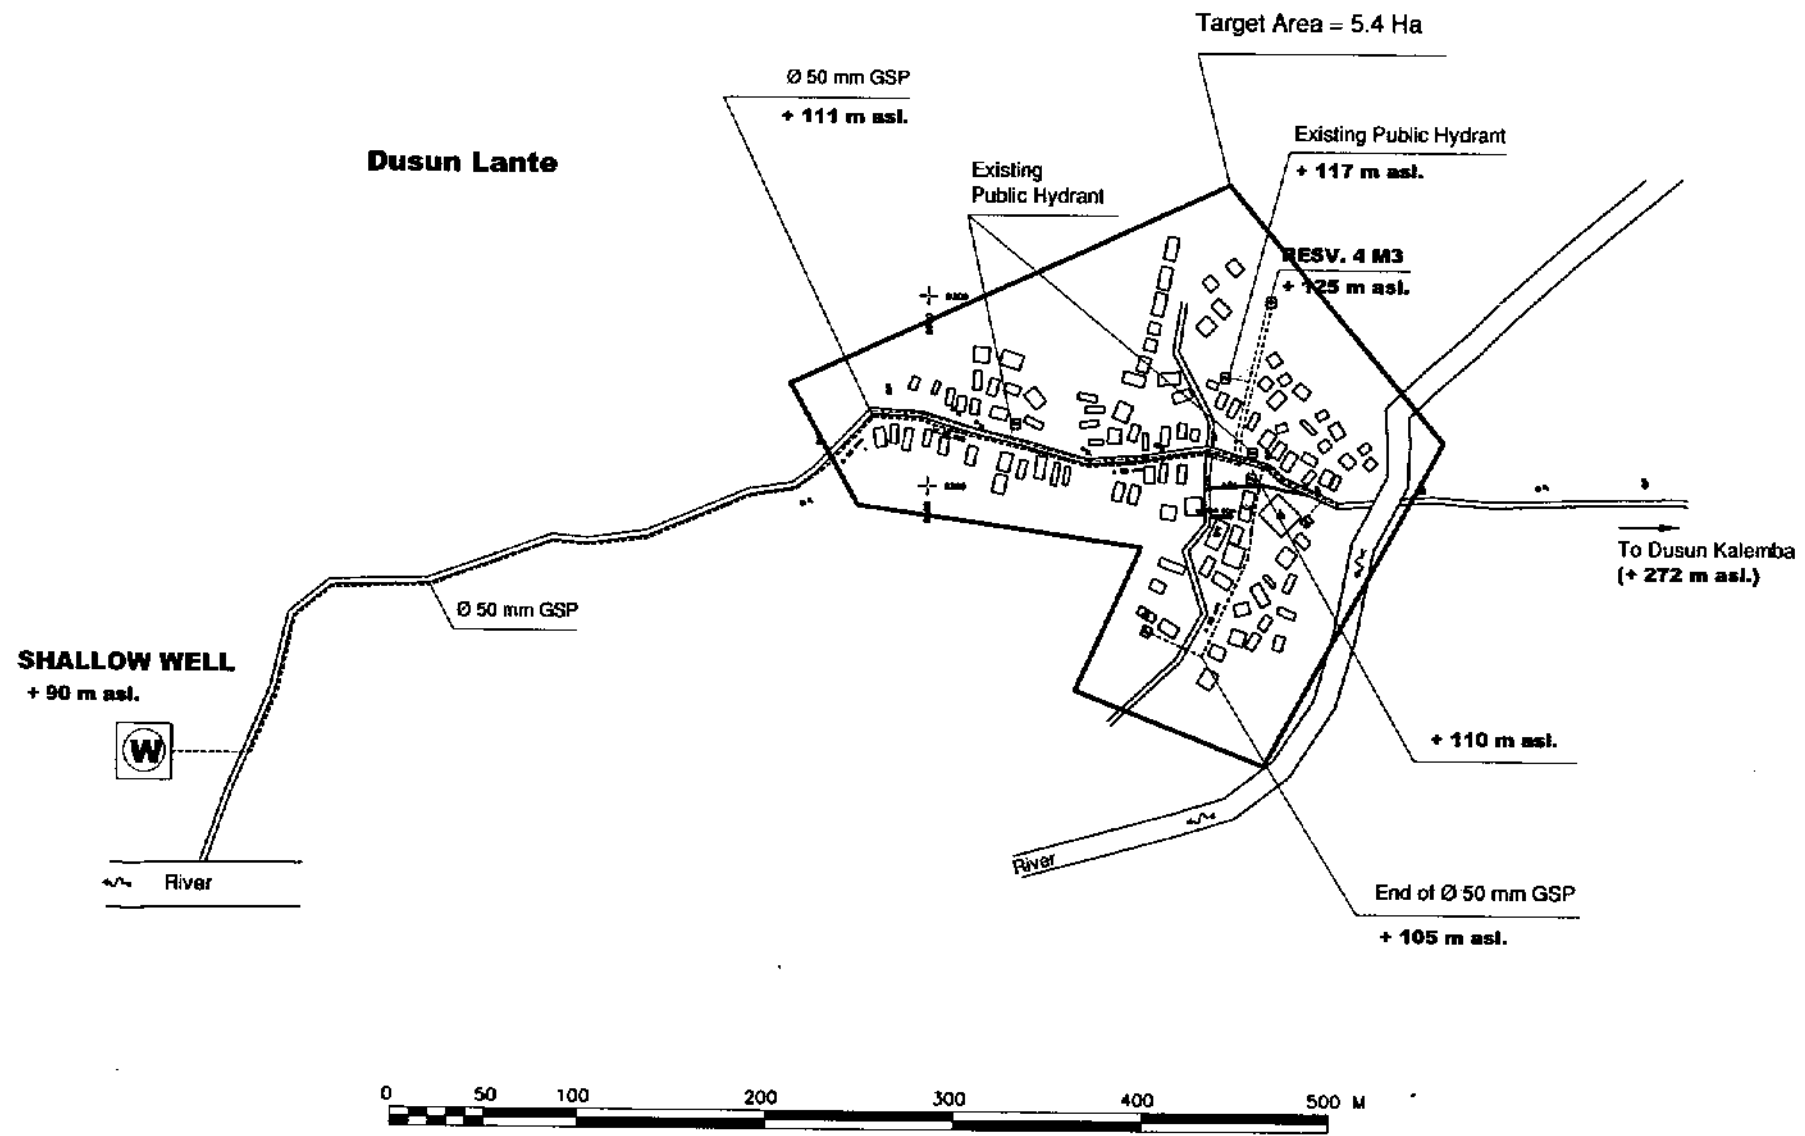 Target Area = 5.4 Ha
Ø 50 mm GSP
+ 111 m asl.
Dusun Lante
Existing
Public Hydrant
Existing Public Hydrant
+ 117 m asl.
RESV. 4 M3
+ 125 m asl.
To Dusun Kalemba
(+ 272 m asl.)
Ø 50 mm GSP
SHALLOW WELL
+ 90 m asl.
W
+ 110 m asl.
River
River
End of Ø 50 mm GSP
+ 105 m asl.
0 50 100 200 300 400 500 M